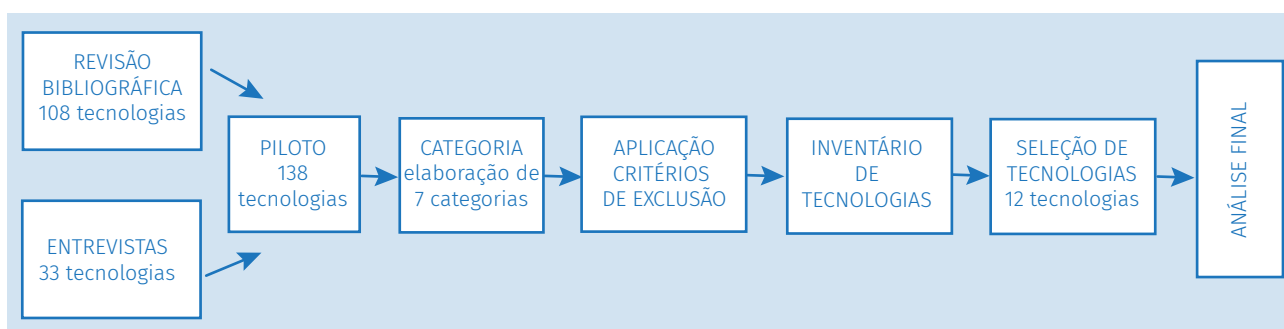 REVISÃO
BIBLIOGRÁFICA
108 tecnologias
ENTREVISTAS
33 tecnologias
PILOTO
138
tecnologias
CATEGORIA
elaboração de
7 categorias
APLICAÇÃO
CRITÉRIOS
DE EXCLUSÃO
INVENTÁRIO
DE
TECNOLOGIAS
SELEÇÃO DE
TECNOLOGIAS
12 tecnologias
ANÁLISE FINAL